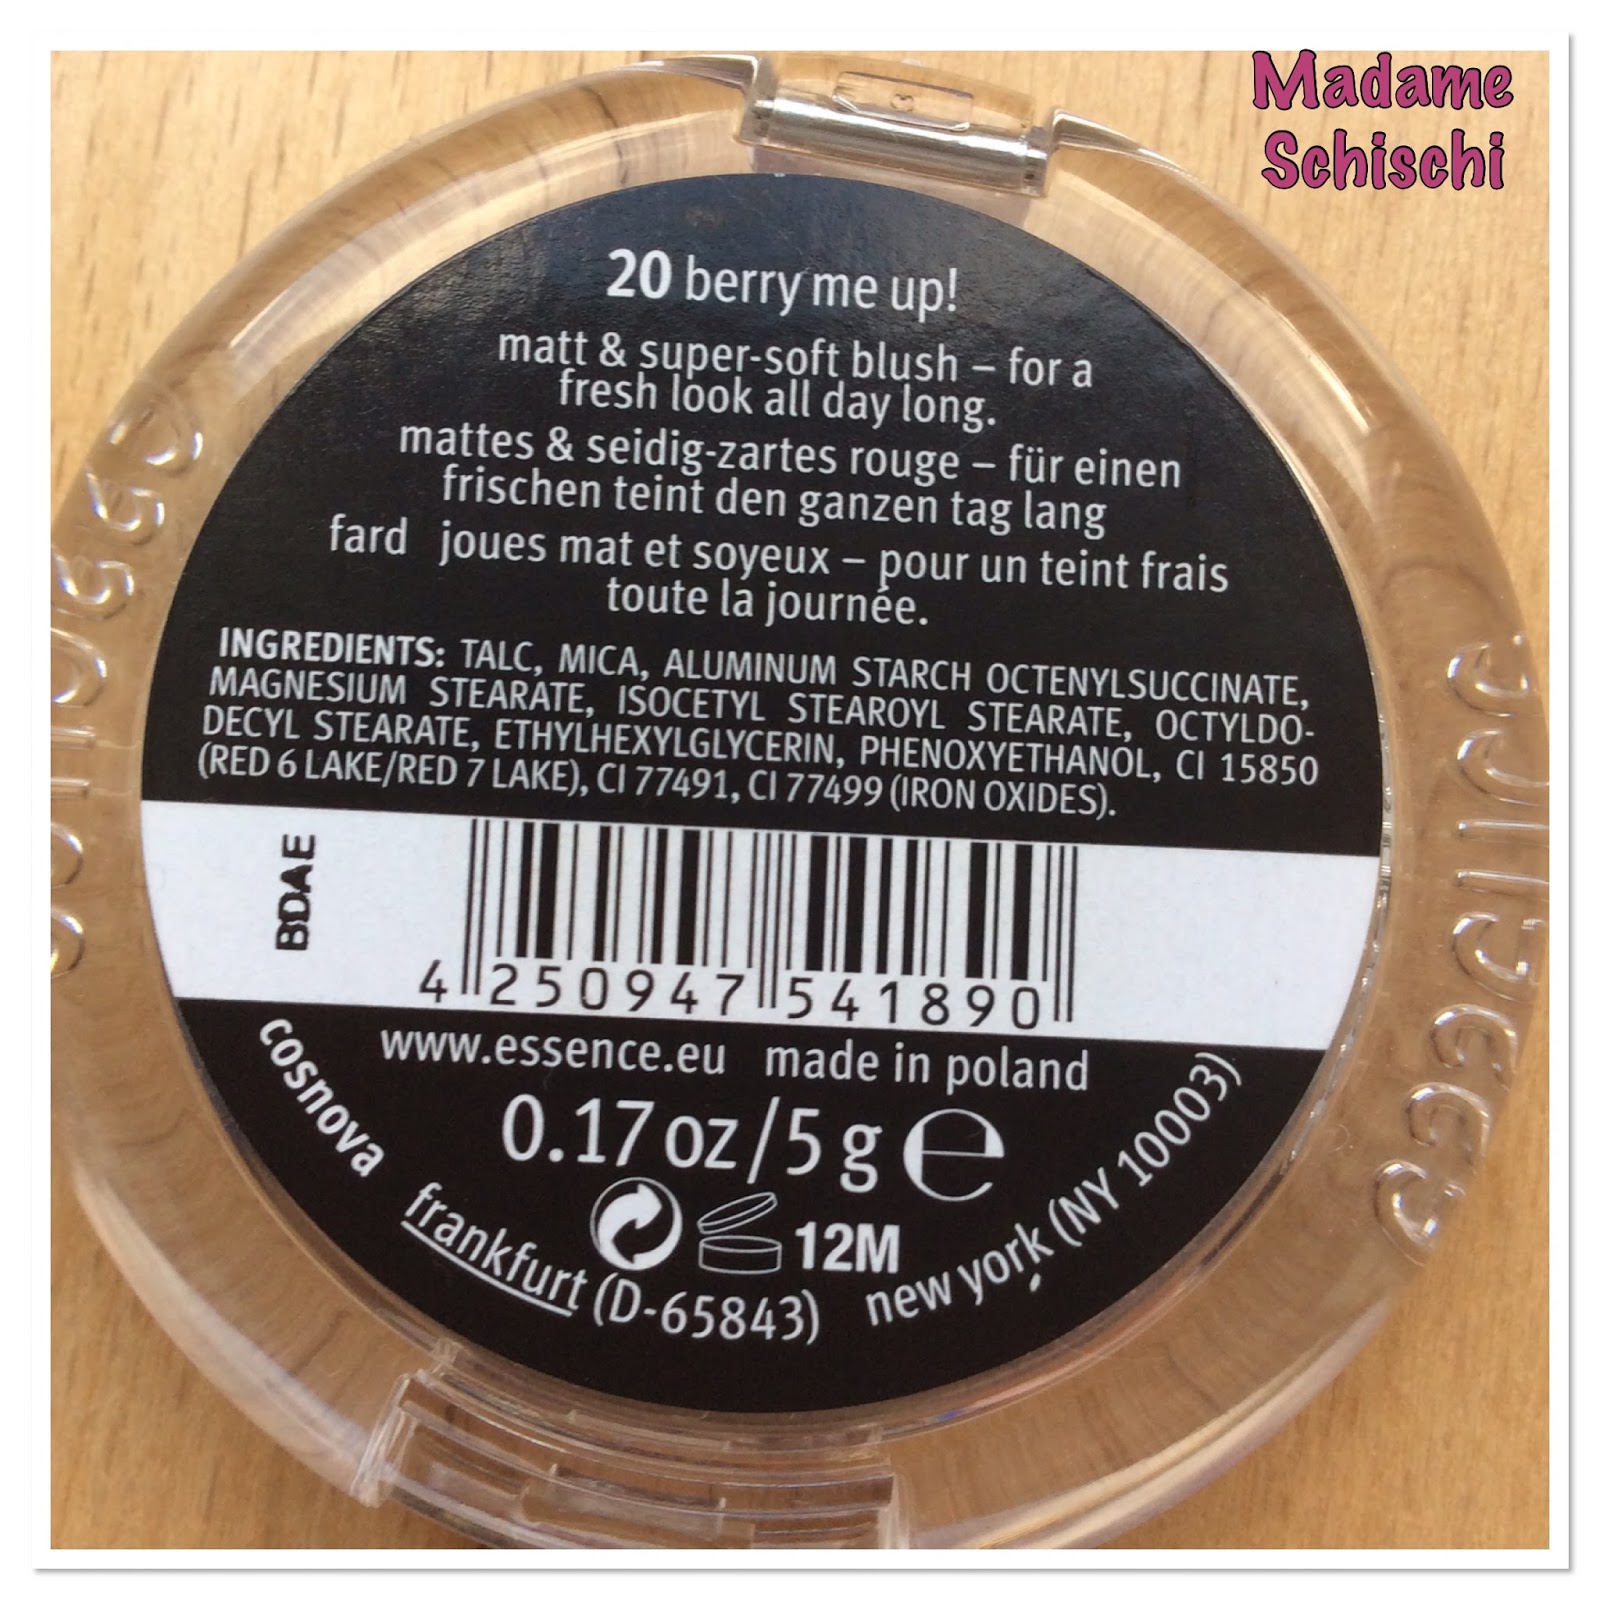 Madame
Schischi
20 berry me up!
matt & super-soft blush – for a
fresh look all day long.
mattes & seidig-zartes rouge – für einen
frischen teint den ganzen tag lang
fard joues mat et soyeux – pour un teint frais
toute la journée.
INGREDIENTS: TALC, MICA, ALUMINUM STARCH OCTENYLSUCCINATE,
MAGNESIUM STEARATE, ISOCETYL STEAROYL STEARATE, OCTYLDO-
DECYL STEARATE, ETHYLHEXYLGLYCERIN, PHENOXYETHANOL, CI 15850
(RED 6 LAKE/RED 7 LAKE), CI 77491, CI 77499 (IRON OXIDES).
BDAE
4 250947 541890
www.essence.eu made in poland
0.17 oz/5 g e
12M
cosnova frankfurt (D-65843) new york (NY 10003)